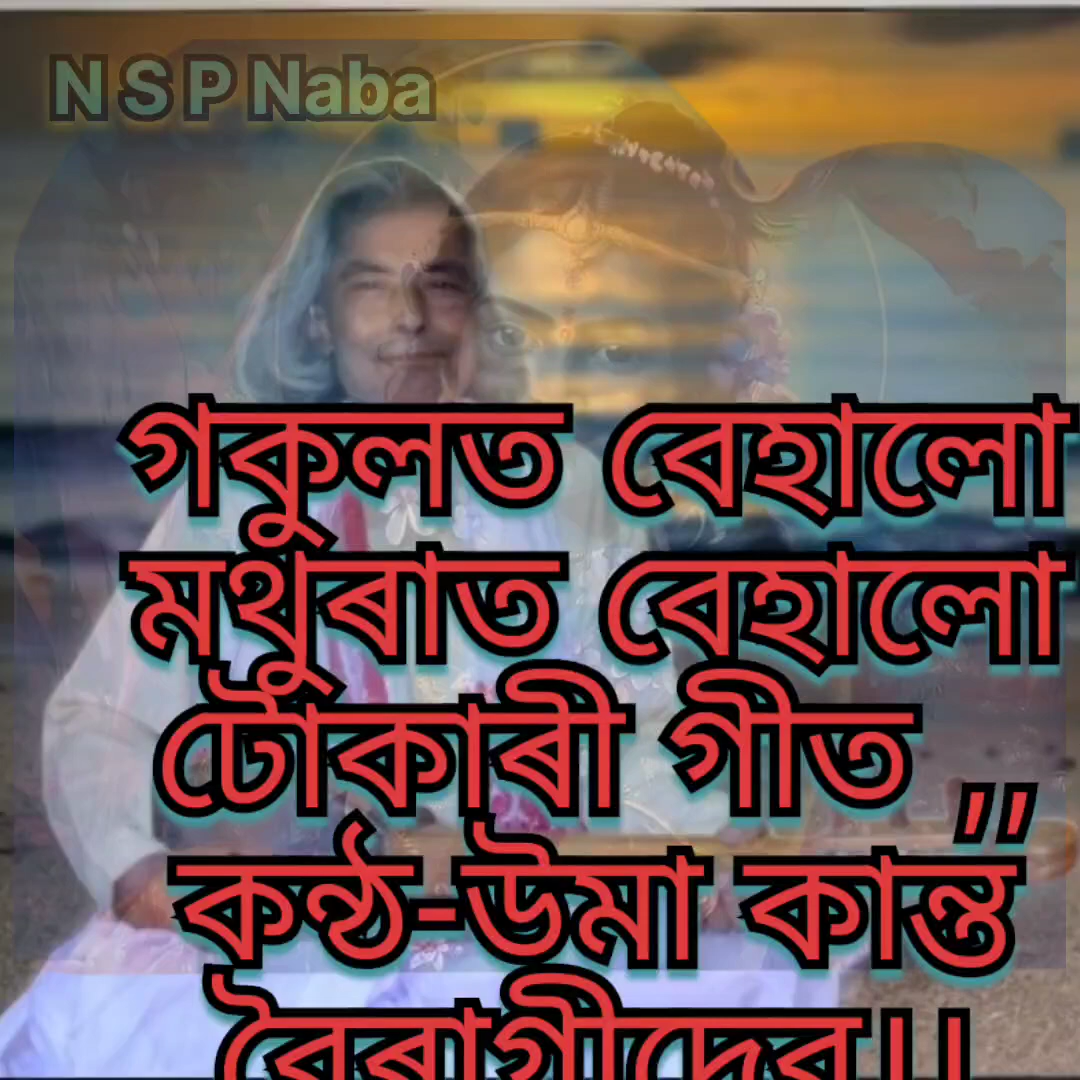 N S P Naba
গকুলত বেহালো
মথুৰাত বেহালো
টোকাৰী গীত ,,
কন্ঠ-উমা কান্ত
বৈৰাগীদেৱ।।